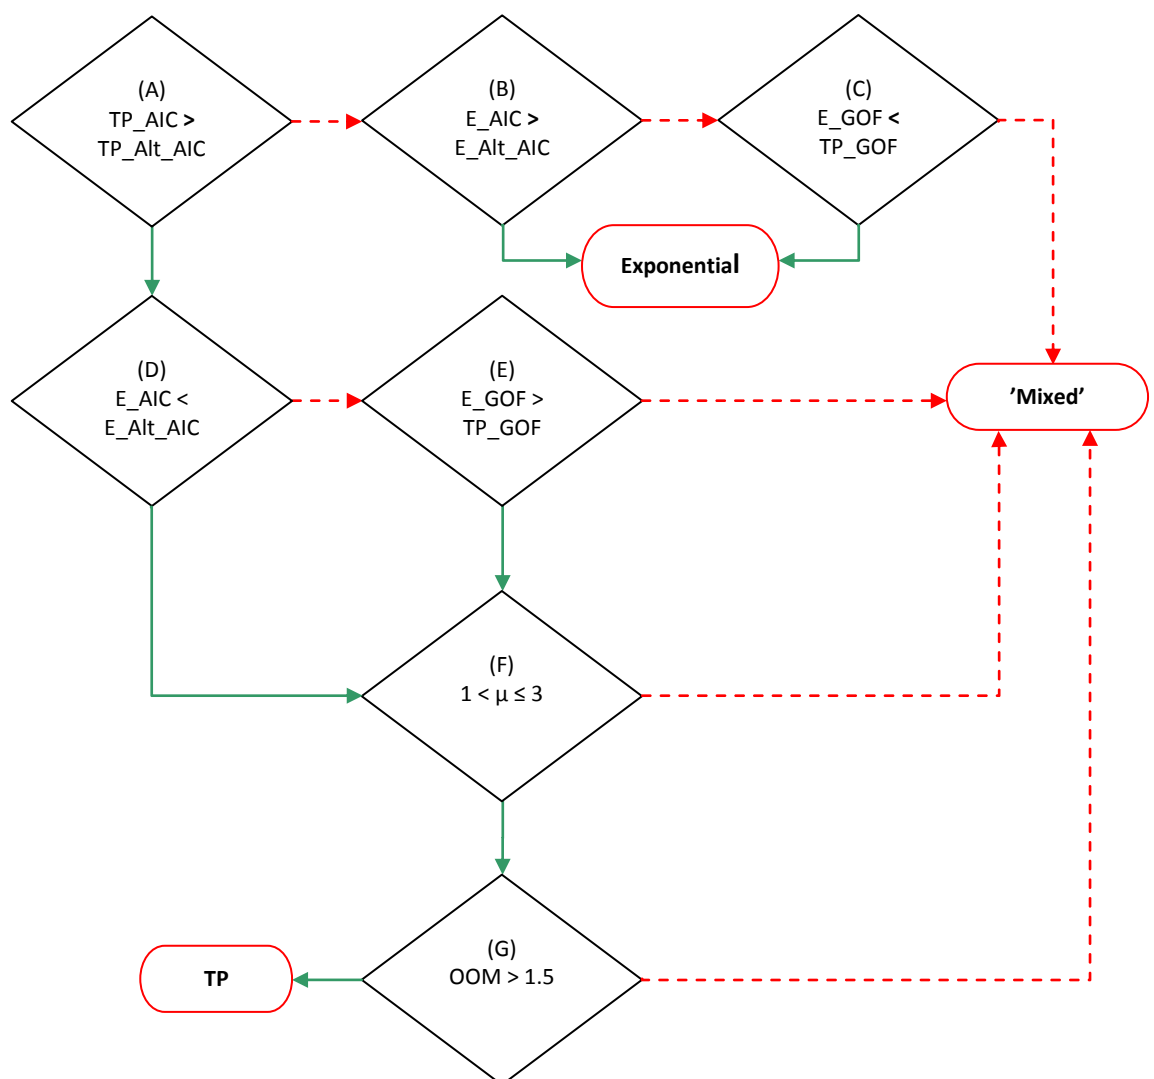 (A)
TP_AIC >
TP_Alt_AIC
(B)
E_AIC >
E_Alt_AIC
(C)
E_GOF <
TP_GOF
Exponential
(D)
E_AIC <
E_Alt_AIC
(E)
E_GOF >
TP_GOF
’Mixed’
(F)
1 < μ ≤ 3
(G)
OOM > 1.5
TP